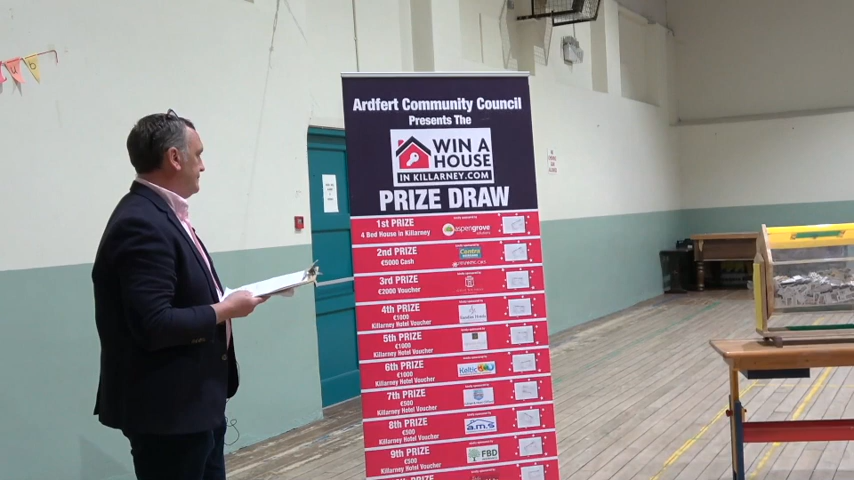 ub
Ardfert Community Council
Presents The
WIN A
HOUSE
IN KILLARNEY.COM
PRIZE DRAW
1st PRIZE
4 Bed House in Killarney
aspengrove
2nd PRIZE
€5000 Cash
Centra
3rd PRIZE
€2000 Voucher
4th PRIZE
€1000
Killarney Hotel Voucher
5th PRIZE
€1000
Killarney Hotel Voucher
6th PRIZE
€1000
Killarney Hotel Voucher
Keltic
7th PRIZE
€500
Killarney Hotel Voucher
8th PRIZE
€500
Killarney Hotel Voucher
a.m.s
9th PRIZE
€500
Killarney Hotel Voucher
FBD